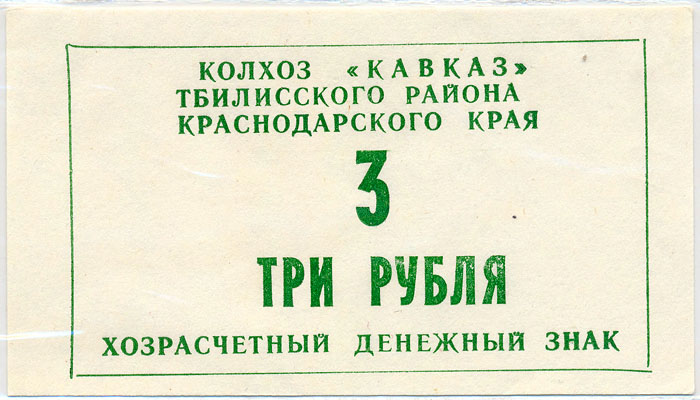 КОЛХОЗ «КАВКАЗ»
ТБИЛИССКОГО РАЙОНА
КРАСНОДАРСКОГО КРАЯ
3
ТРИ РУБЛЯ
ХОЗРАСЧЕТНЫЙ ДЕНЕЖНЫЙ ЗНАК